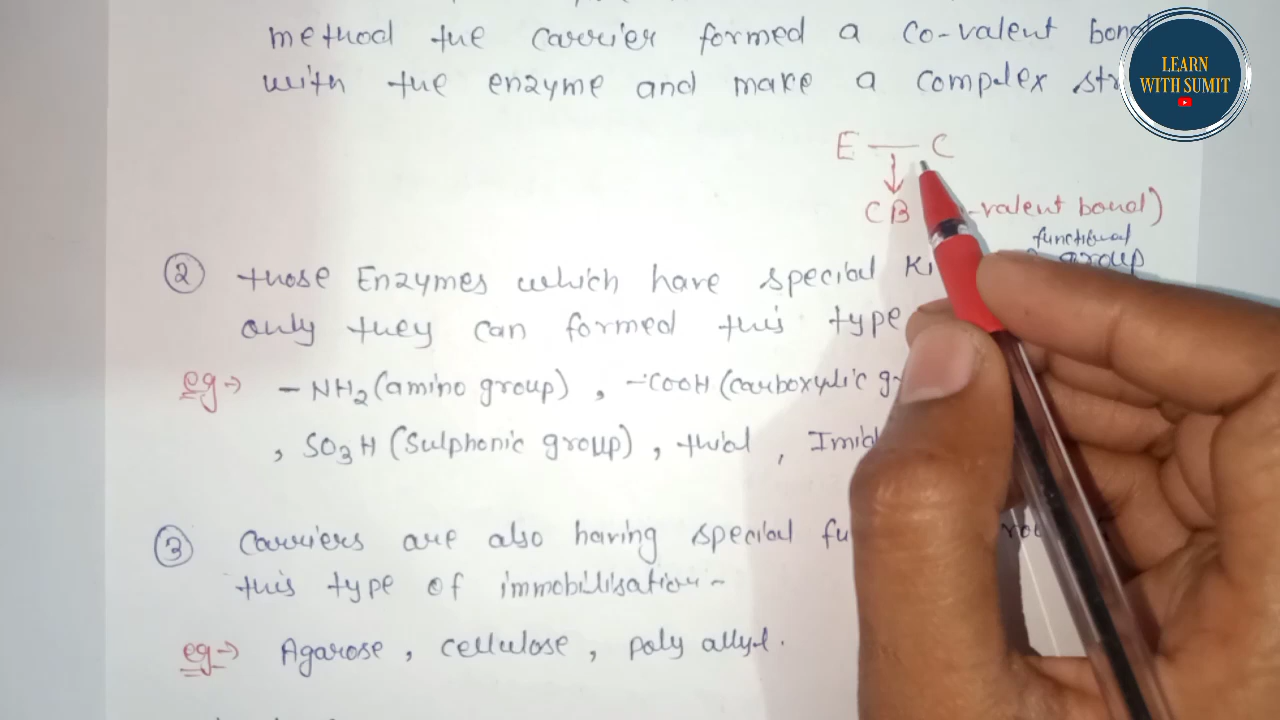 method the carrier formed a co-valent bond
with the enzyme and make a complex str
LEARN
WITH SUMIT
E — C
CB -valent bond)
functional
group
② those Enzymes which have special Ki
only they can formed this type
eg→ -NH2 (amino group), -COOH (carboxylic gr
, SO3H (Sulphonic group), thiol, Imid
③ Carriers are also having special fu rou
this type of immobilisation-
eg→ Agarose, cellulose, poly allyl.